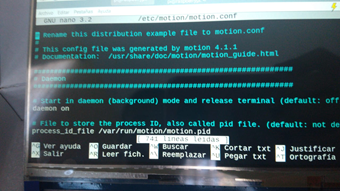 GNU nano 3.2 /etc/motion/motion.conf
# Rename this distribution example file to motion.conf
#
# This config file was generated by motion 4.1.1
# Documentation: /usr/share/doc/motion/motion_guide.html
############################################################
# Daemon
############################################################
# Start in daemon (background) mode and release terminal (default: off
daemon on
# File to store the process ID, also called pid file. (default: not de
process_id_file /var/run/motion/motion.pid
[ 741 líneas leídas ]
^G Ver ayuda ^O Guardar ^W Buscar ^K Cortar txt ^J Justificar
^X Salir ^R Leer fich. ^\ Reemplazar ^U Pegar txt ^T Ortografía